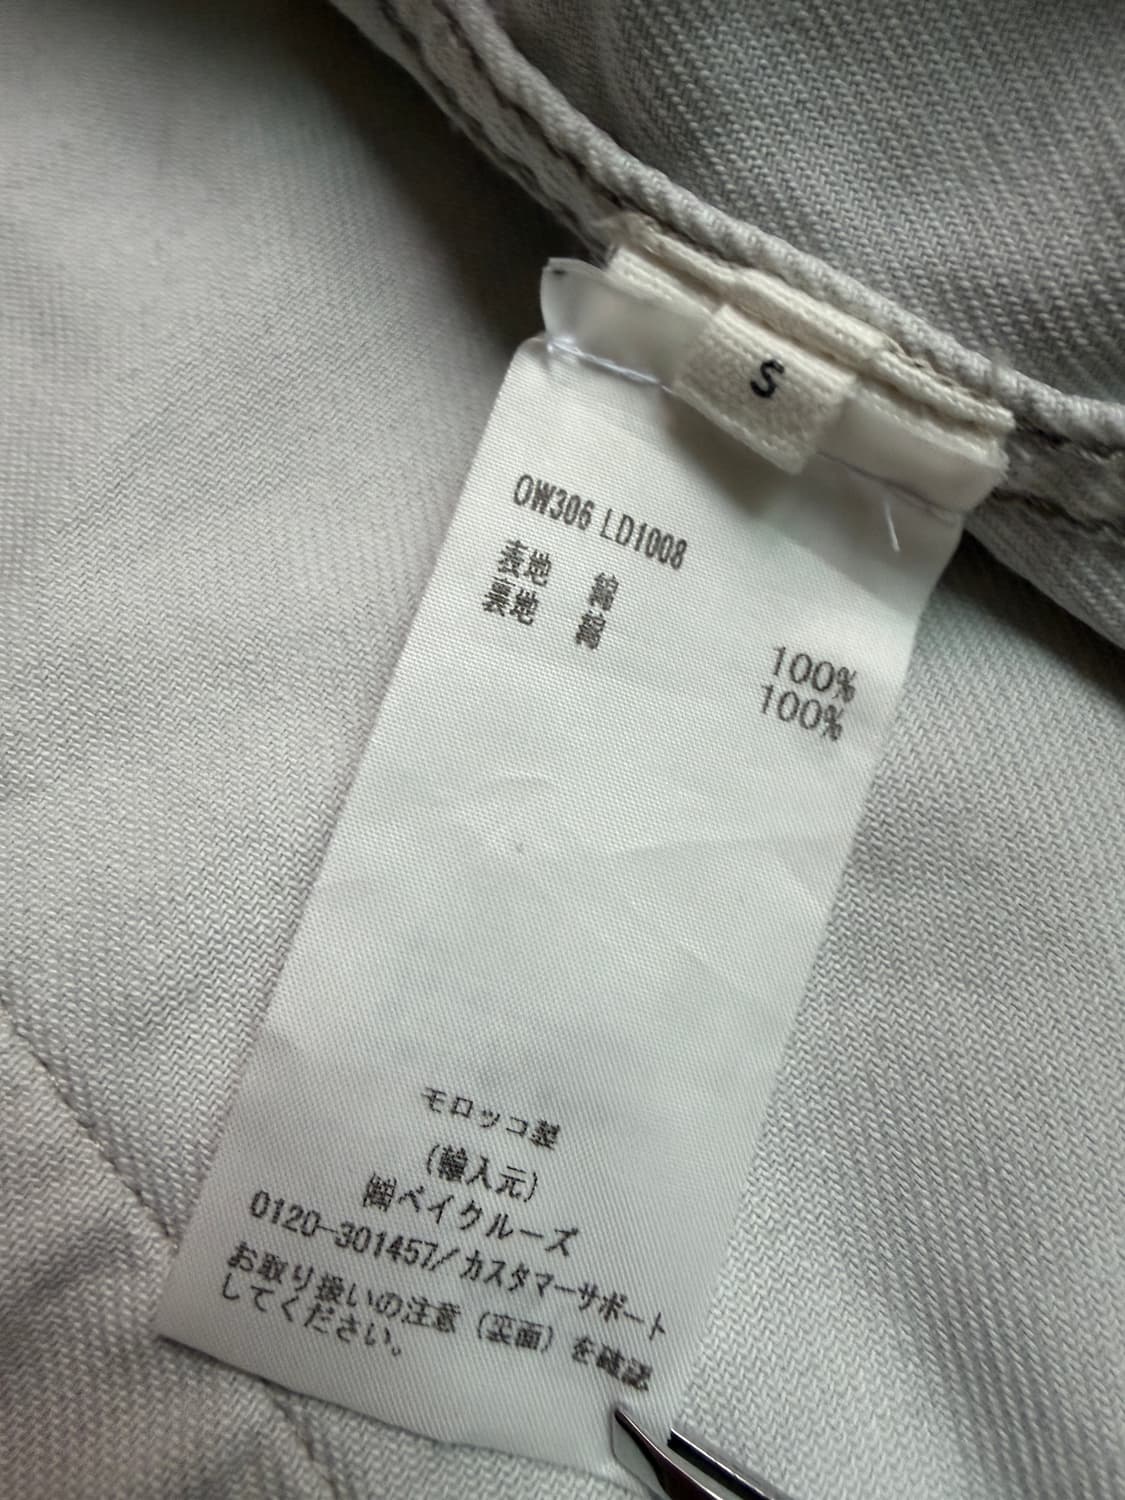 S
OW306 LD1008
表地 綿 100%
裏地 綿 100%
モロッコ製
(輸入元)
㈱ベイクルーズ
0120-301457/カスタマーサポート
お取り扱いの注意(裏面)を確認
してください。